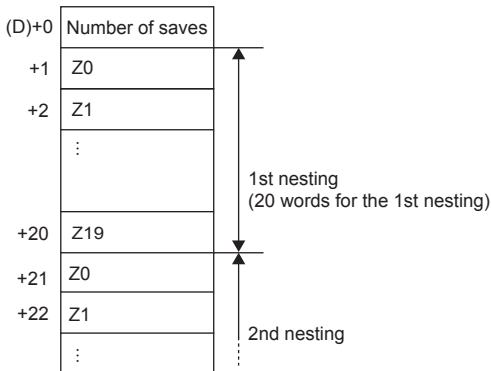 (D)+0 Number of saves
+1 Z0
+2 Z1
⋮
1st nesting
(20 words for the 1st nesting)
+20 Z19
+21 Z0
+22 Z1
2nd nesting
⋮